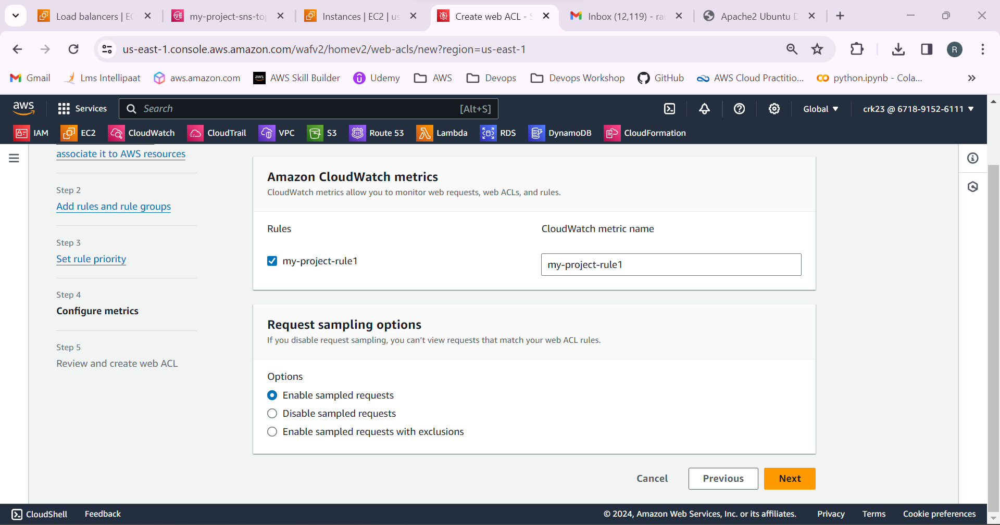 Load balancers | EC
my-project-sns-top
Instances | EC2 | us
Create web ACL - S
Inbox (12,119) - ra
Apache2 Ubuntu D
us-east-1.console.aws.amazon.com/wafv2/homev2/web-acls/new?region=us-east-1
R
Gmail
Lms Intellipaat
aws.amazon.com
aws
AWS Skill Builder
Udemy
AWS
Devops
Devops Workshop
GitHub
AWS Cloud Practitio...
python.ipynb - Cola...
aws
Services
Search
[Alt+S]
Global
crk23 @ 6718-9152-6111
IAM
EC2
CloudWatch
CloudTrail
VPC
S3
Route 53
Lambda
RDS
DynamoDB
CloudFormation
associate it to AWS resources
Step 2
Add rules and rule groups
Step 3
Set rule priority
Step 4
Configure metrics
Step 5
Review and create web ACL
Amazon CloudWatch metrics
CloudWatch metrics allow you to monitor web requests, web ACLs, and rules.
Rules
CloudWatch metric name
my-project-rule1
my-project-rule1
Request sampling options
If you disable request sampling, you can't view requests that match your web ACL rules.
Options
Enable sampled requests
Disable sampled requests
Enable sampled requests with exclusions
Cancel
Previous
Next
CloudShell
Feedback
© 2024, Amazon Web Services, Inc. or its affiliates.
Privacy
Terms
Cookie preferences